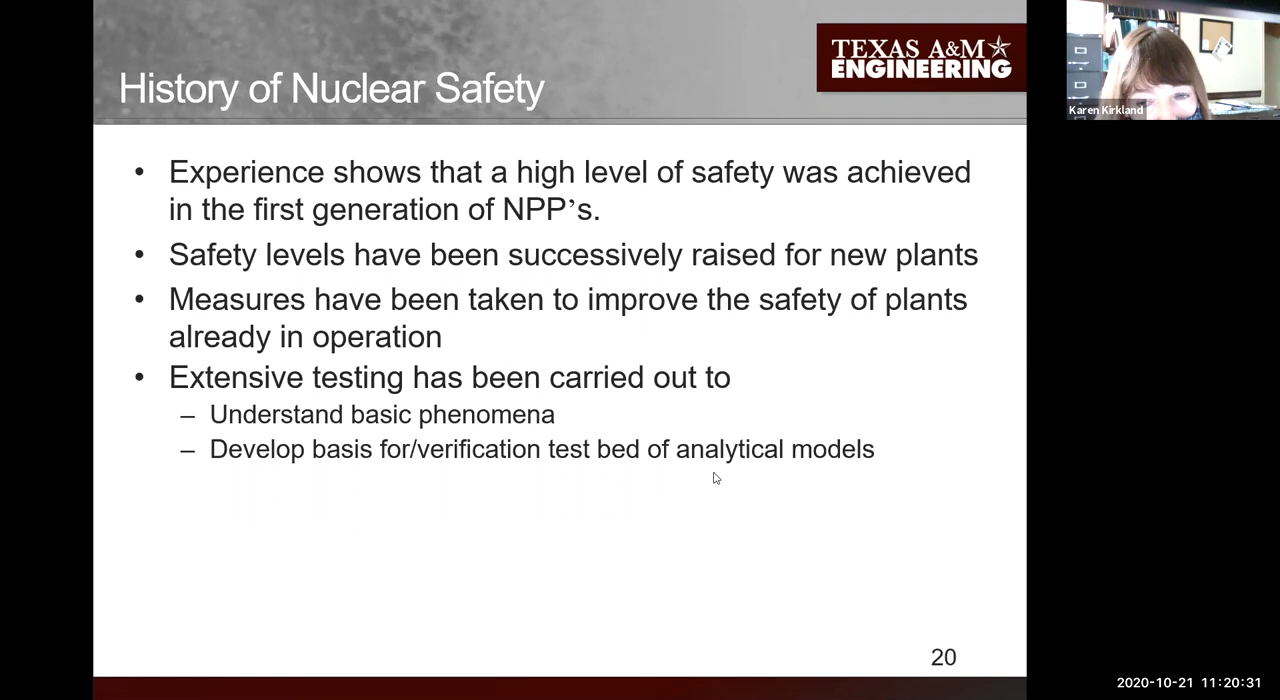 History of Nuclear Safety
TEXAS A&M
ENGINEERING
Karen Kirkland
• Experience shows that a high level of safety was achieved
in the first generation of NPP’s.
• Safety levels have been successively raised for new plants
• Measures have been taken to improve the safety of plants
already in operation
• Extensive testing has been carried out to
– Understand basic phenomena
– Develop basis for/verification test bed of analytical models
20
2020-10-21 11:20:31